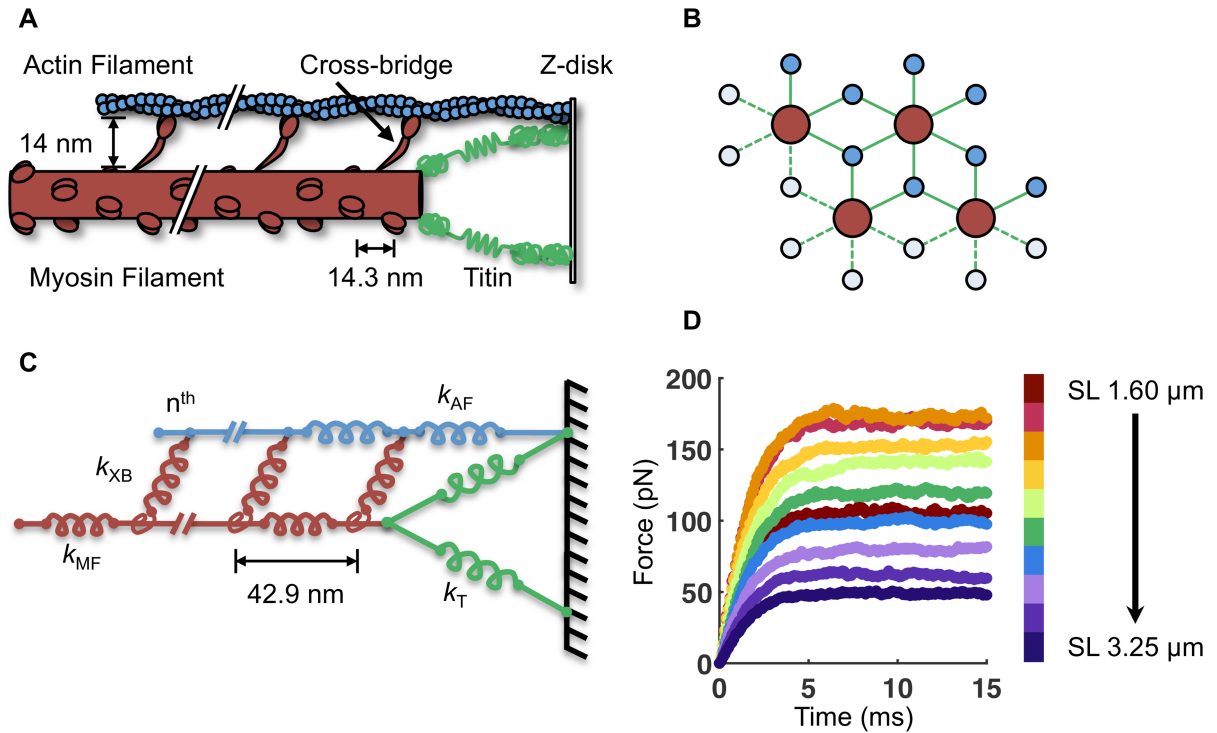 A
Actin Filament
Cross-bridge
Z-disk
14 nm
Myosin Filament
14.3 nm
Titin
B
C
nth
kAF
kXB
kMF
42.9 nm
kT
D
200
150
100
50
0
Force (pN)
0
5
10
15
Time (ms)
SL 1.60 µm
SL 3.25 µm